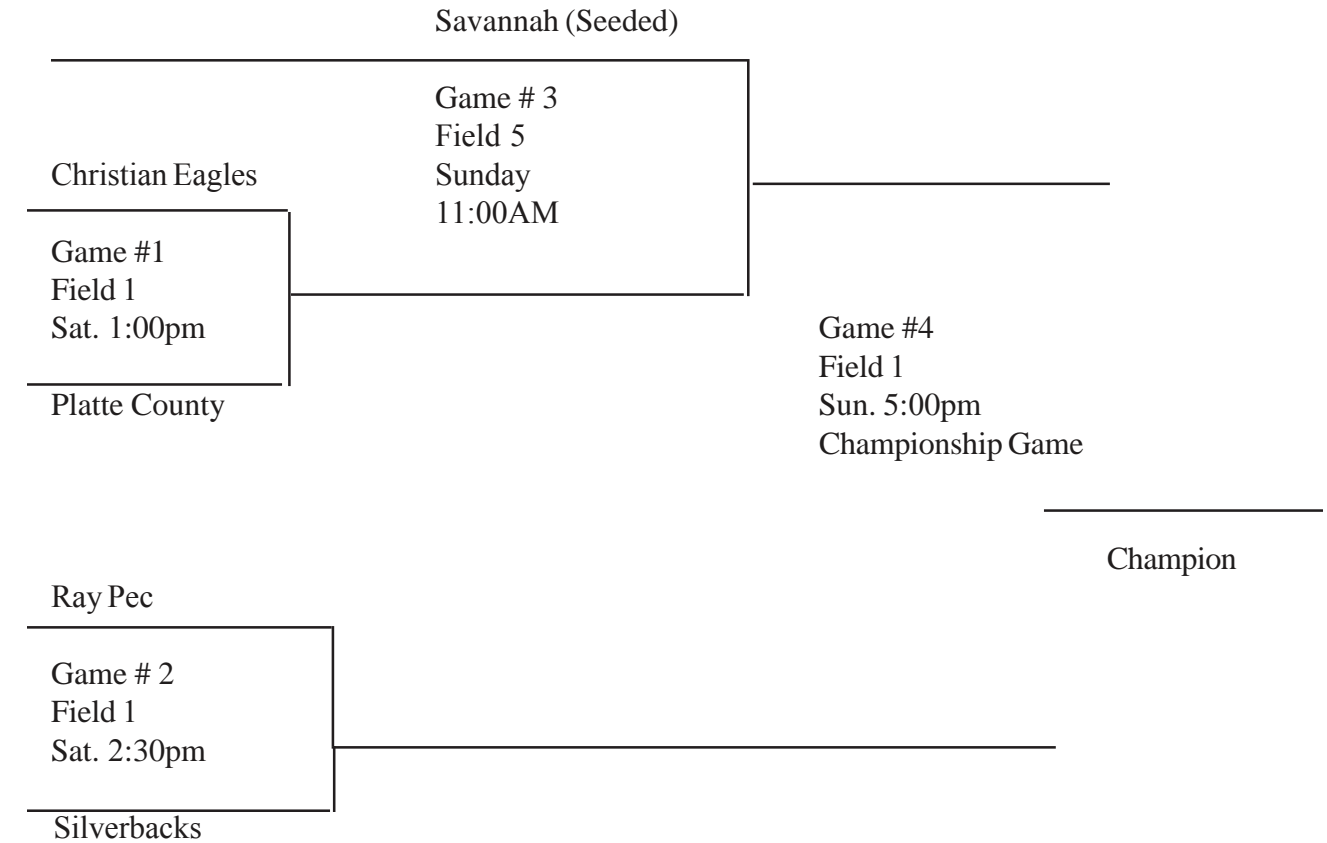 Savannah (Seeded)
Game # 3
Field 5
Sunday
11:00AM
Christian Eagles
Game #1
Field 1
Sat. 1:00pm
Platte County
Game #4
Field 1
Sun. 5:00pm
Championship Game
Champion
Ray Pec
Game # 2
Field 1
Sat. 2:30pm
Silverbacks